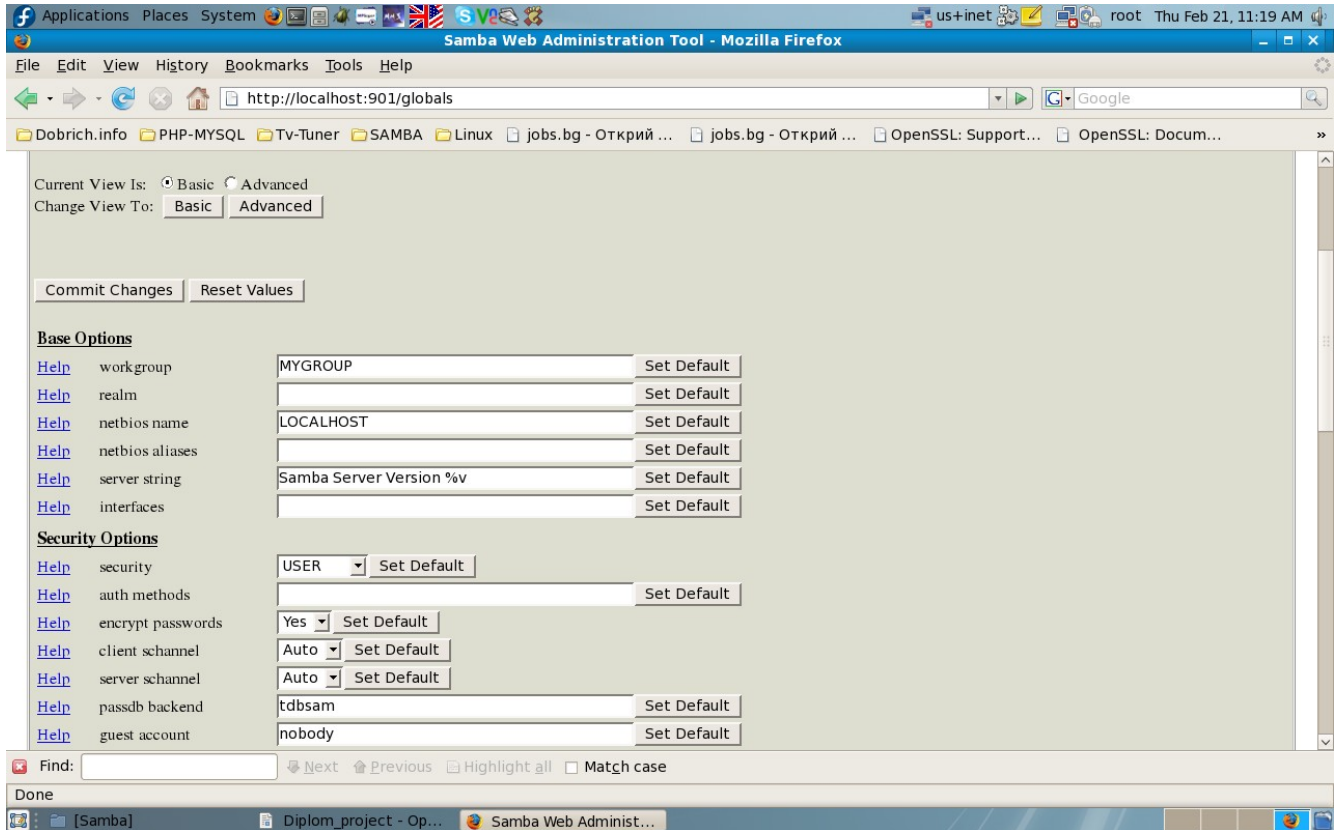 Applications Places System us+inet root Thu Feb 21, 11:19 AM
Samba Web Administration Tool - Mozilla Firefox
File Edit View History Bookmarks Tools Help
http://localhost:901/globals G Google
Dobrich.info PHP-MYSQL Tv-Tuner SAMBA Linux jobs.bg - Открий ... jobs.bg - Открий ... OpenSSL: Support... OpenSSL: Docum... »
Current View Is: Basic Advanced
Change View To: Basic Advanced
Commit Changes Reset Values
Base Options
Help workgroup MYGROUP Set Default
Help realm Set Default
Help netbios name LOCALHOST Set Default
Help netbios aliases Set Default
Help server string Samba Server Version %v Set Default
Help interfaces Set Default
Security Options
Help security USER Set Default
Help auth methods Set Default
Help encrypt passwords Yes Set Default
Help client schannel Auto Set Default
Help server schannel Auto Set Default
Help passdb backend tdbsam Set Default
Help guest account nobody Set Default
Find: Next Previous Highlight all Match case
Done
[Samba] Diplom_project - Op... Samba Web Administ...